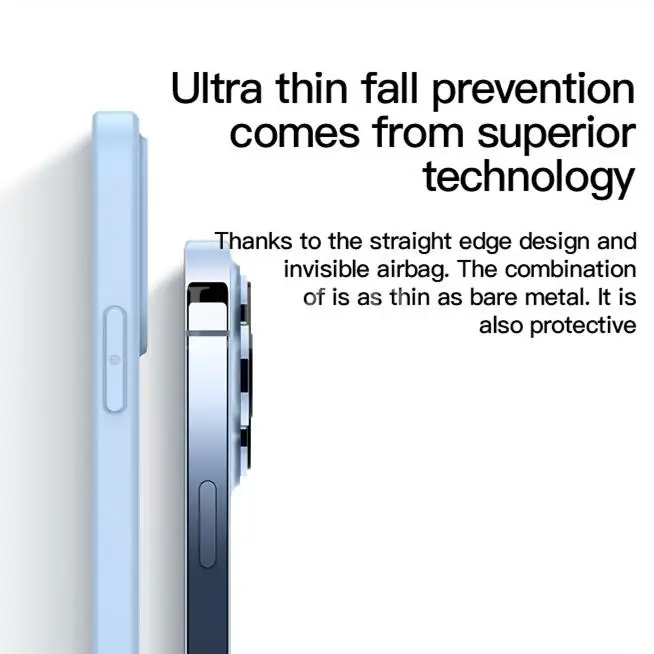 Ultra thin fall prevention
comes from superior
technology
Thanks to the straight edge design and
invisible airbag. The combination
of is as thin as bare metal. It is
also protective